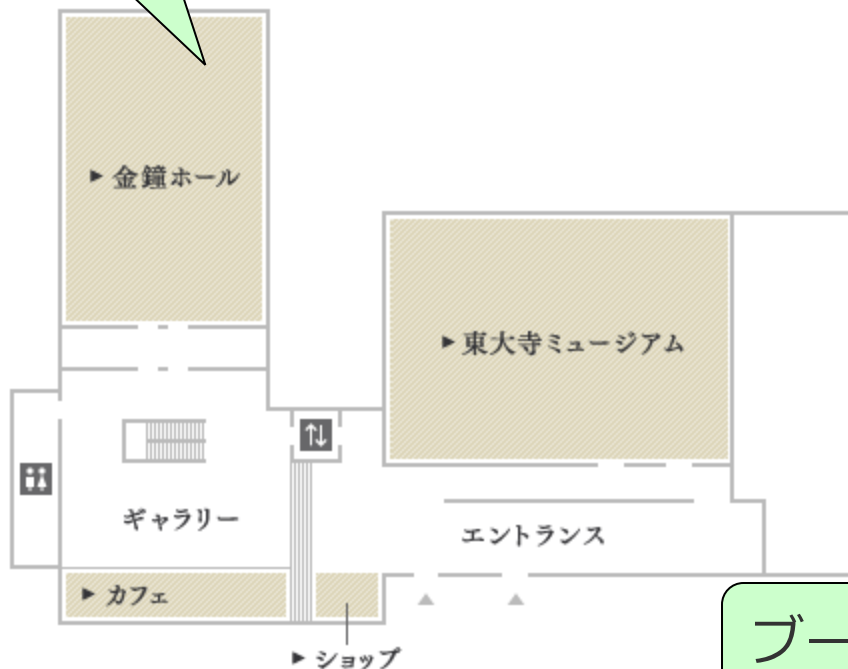 ▶ 金鐘ホール
▶ 東大寺ミュージアム
ギャラリー
エントランス
▶ カフェ
▶ ショップ
ブー